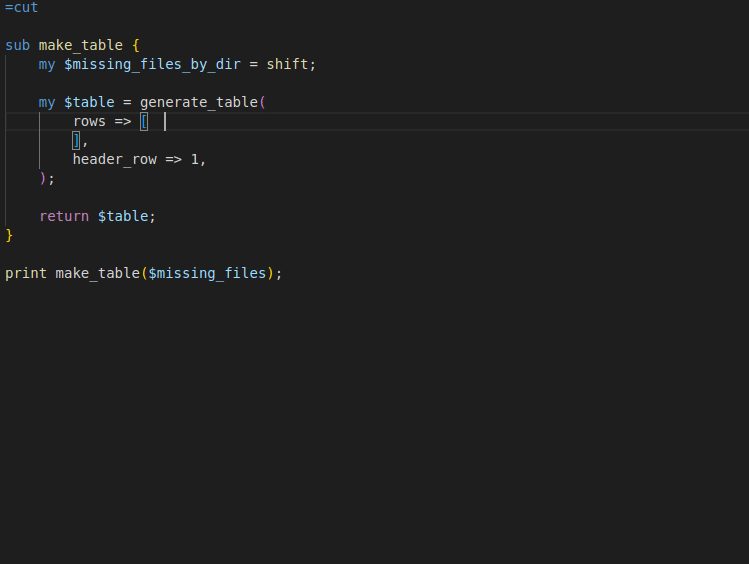 =cut
sub make_table {
my $missing_files_by_dir = shift;
my $table = generate_table(
rows => [
],
header_row => 1,
);
return $table;
}
print make_table($missing_files);